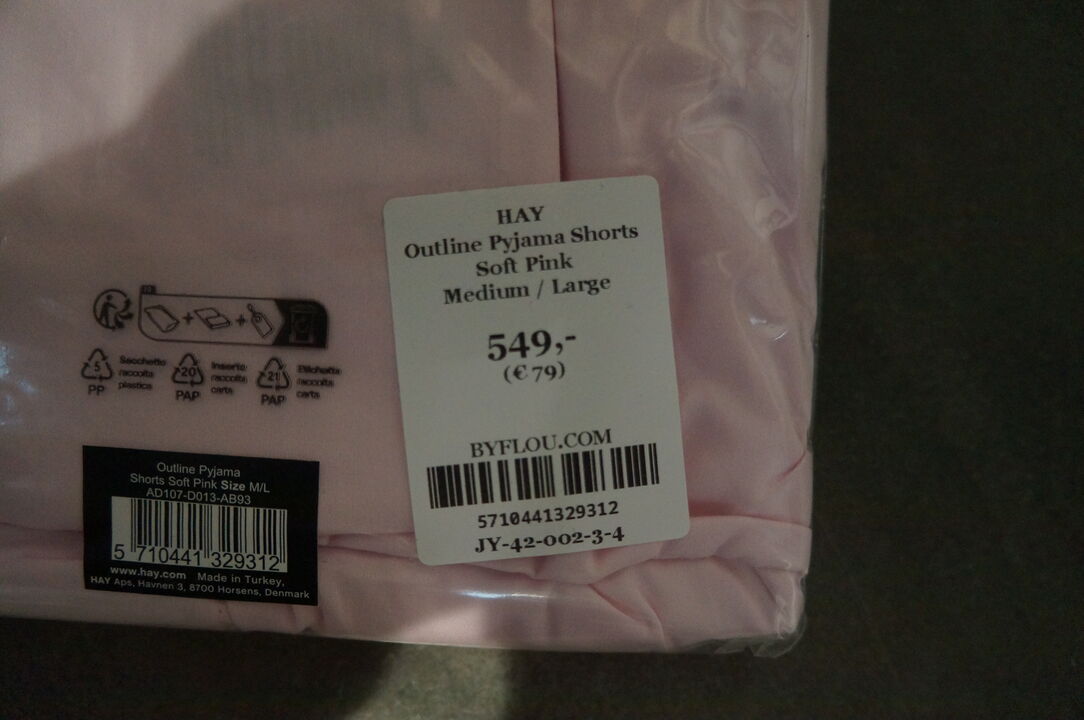 HAY
Outline Pyjama Shorts
Soft Pink
Medium / Large
549,-
(€ 79)
BYFLOU.COM
5710441329312
JY-42-002-3-4
5
PP
Sacchetto
raccolta
plastica
20
PAP
Inserto
raccolta
carta
21
PAP
Etichetta
raccolta
carta
Outline Pyjama
Shorts Soft Pink Size M/L
AD107-D013-AB93
5 710441 329312
www.hay.com Made in Turkey,
HAY Aps, Havnen 3, 8700 Horsens, Denmark